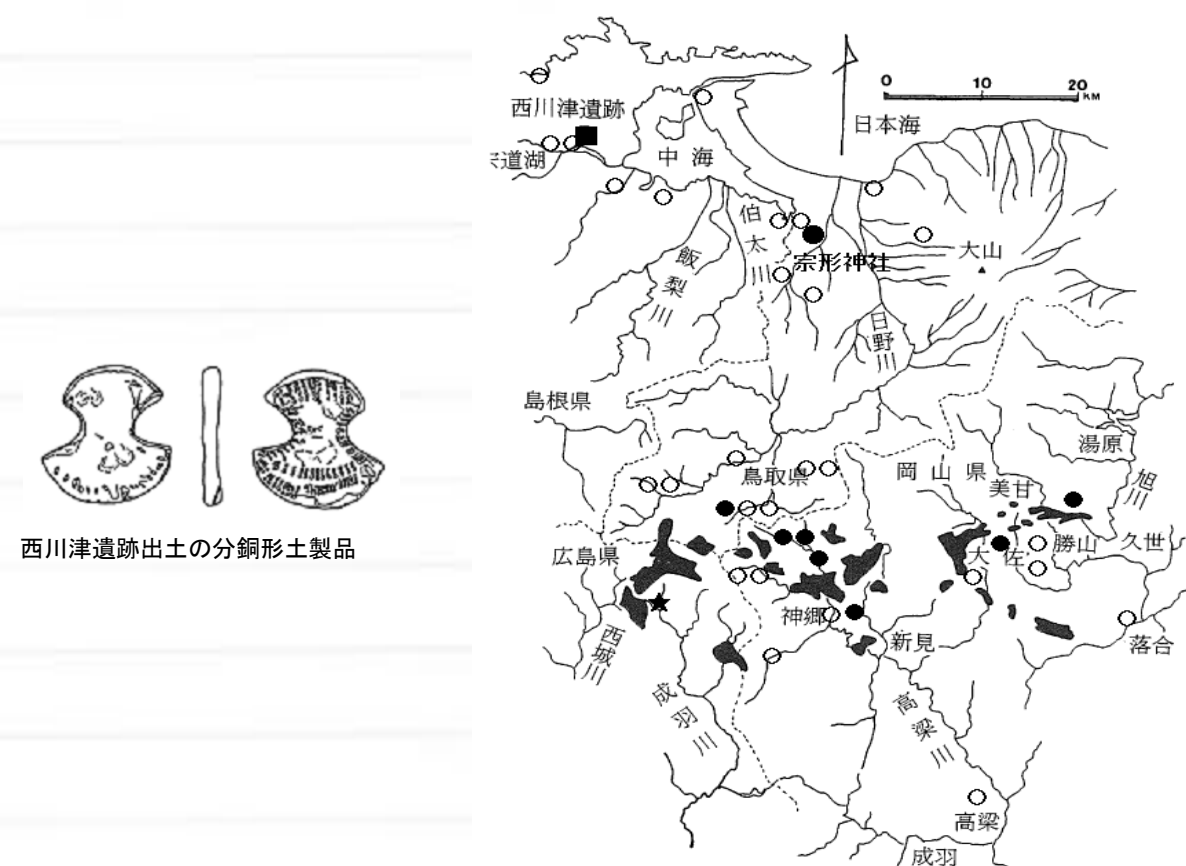 西川津遺跡
宍道湖
中海
日本海
0 10 20 KM
伯太川
飯梨川
宗形神社
大山
日野川
島根県
鳥取県
岡山県
湯原
旭川
美甘
広島県
大佐
勝山
久世
神郷
新見
落合
西城川
成羽川
高梁川
高梁
成羽
西川津遺跡出土の分銅形土製品